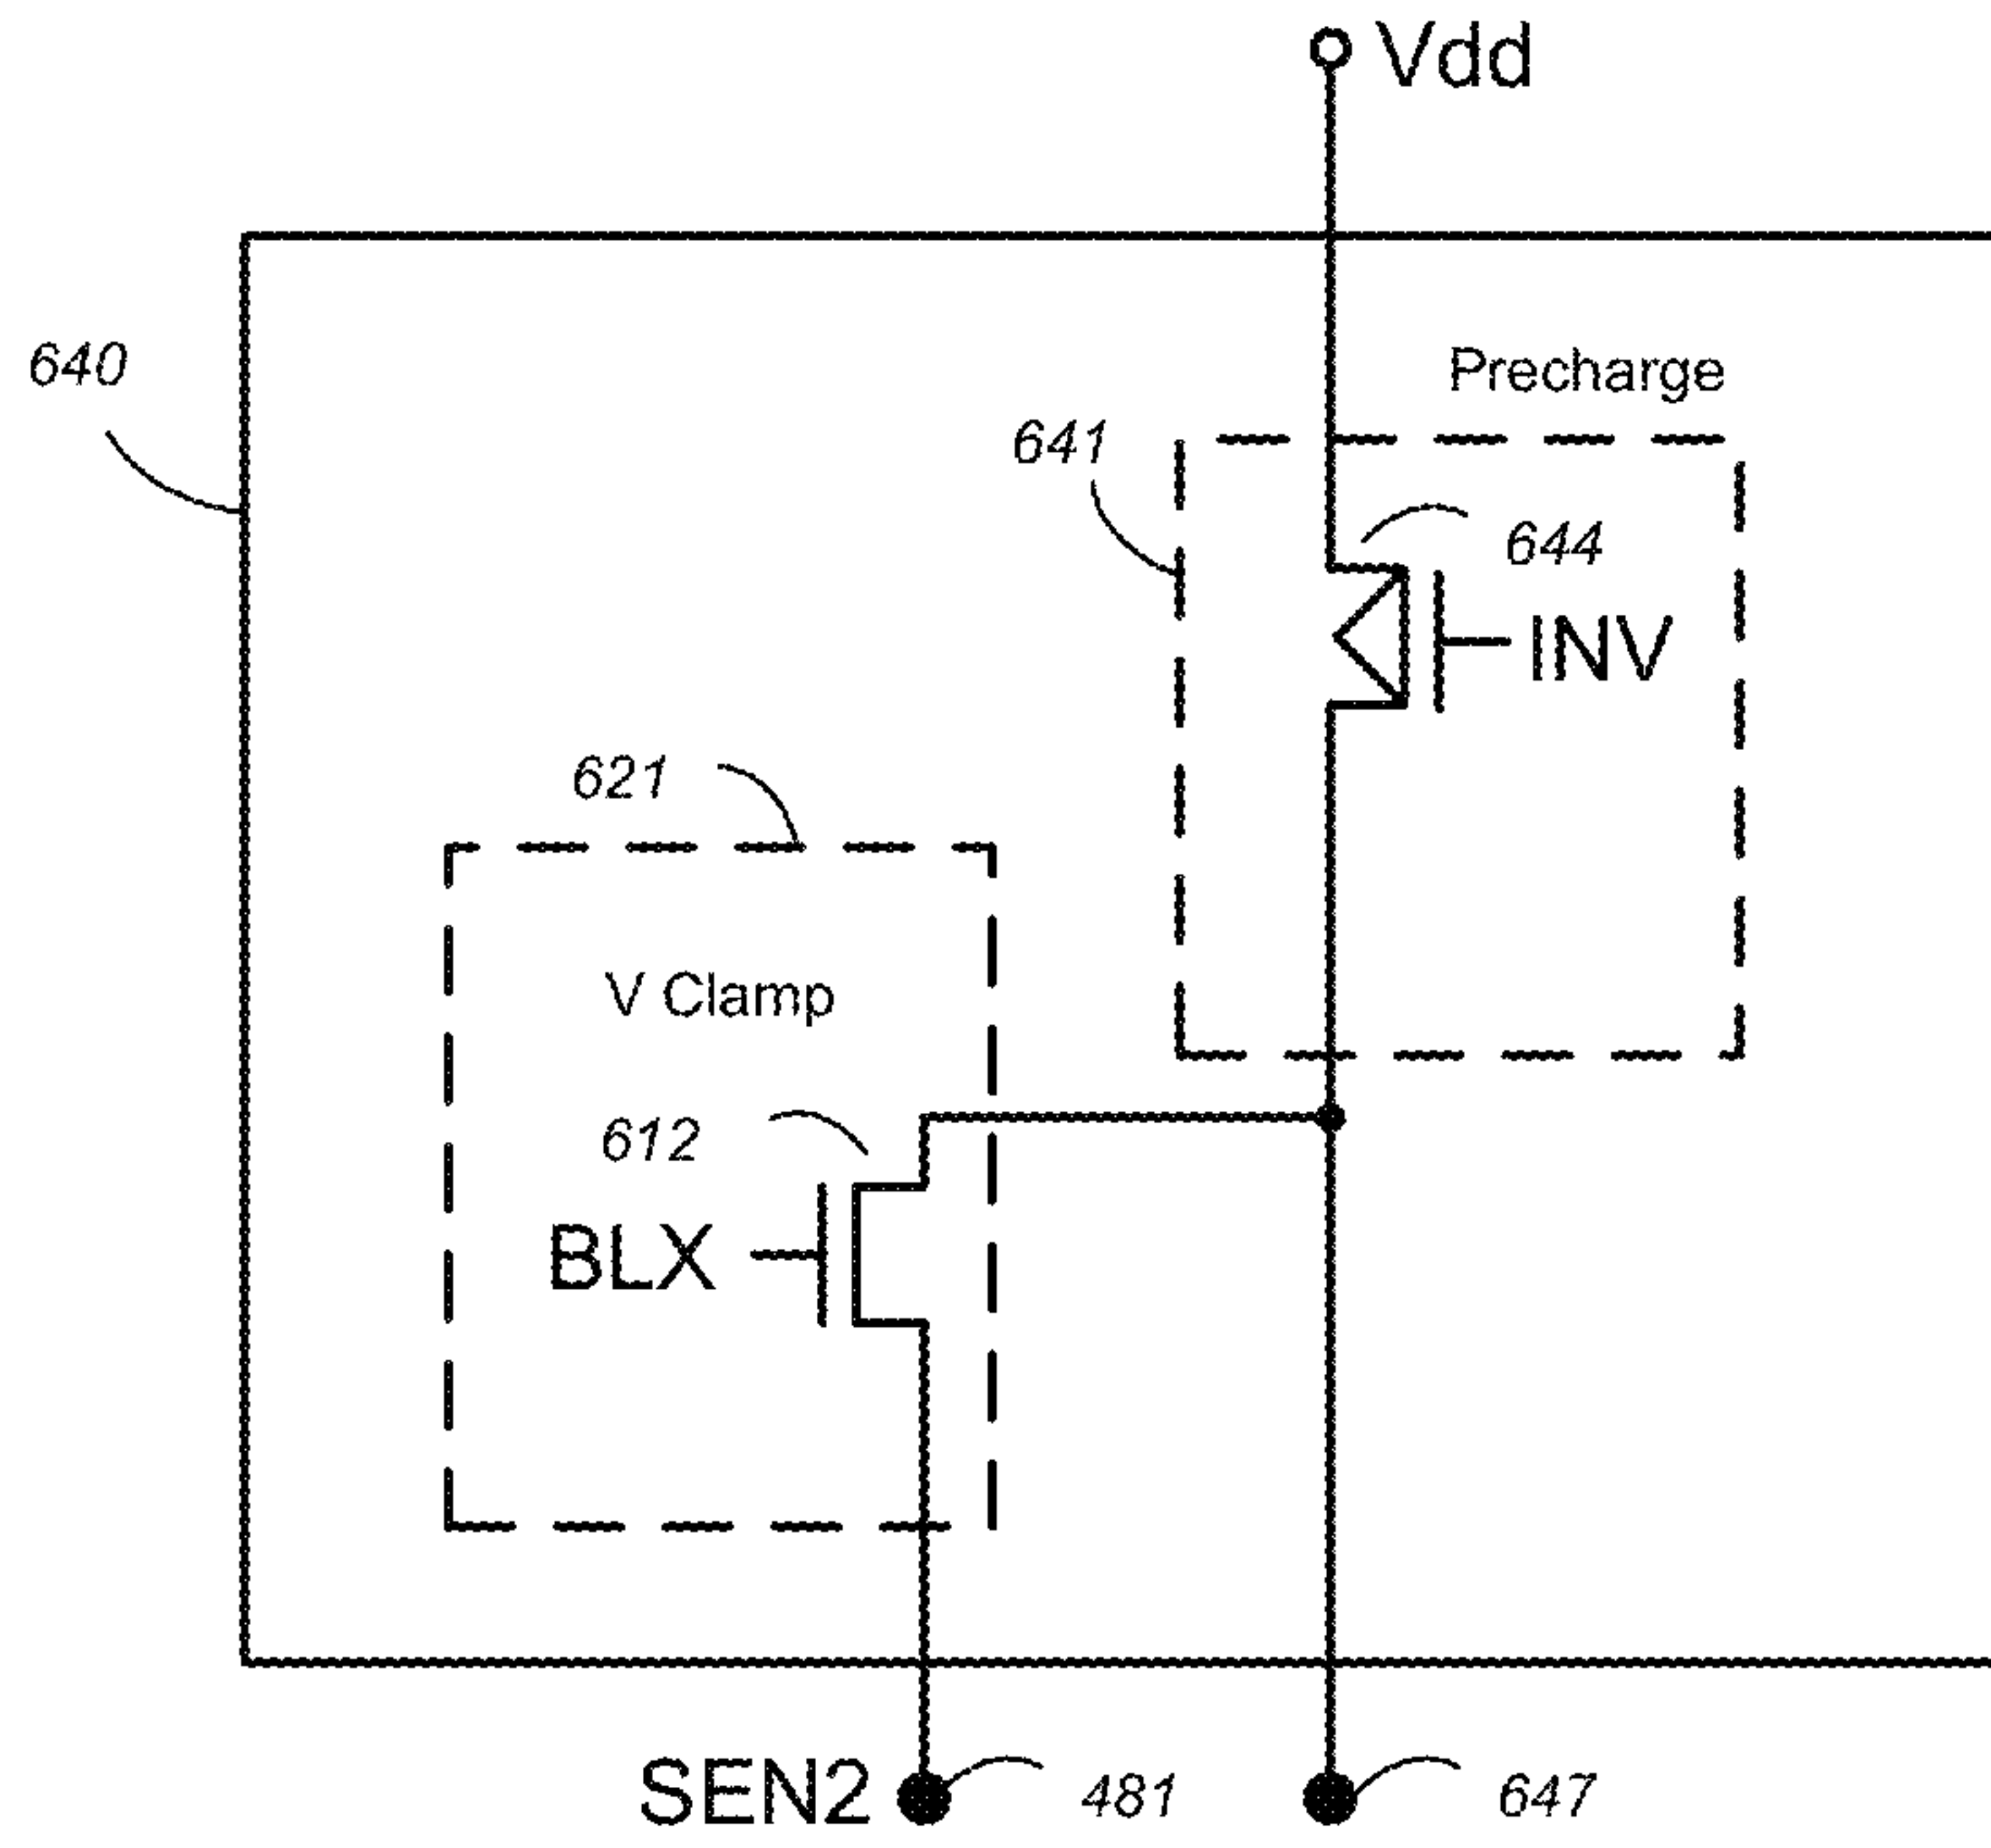 Vdd
640
Precharge
641
644
INV
621
V Clamp
612
BLX
SEN2
481
647